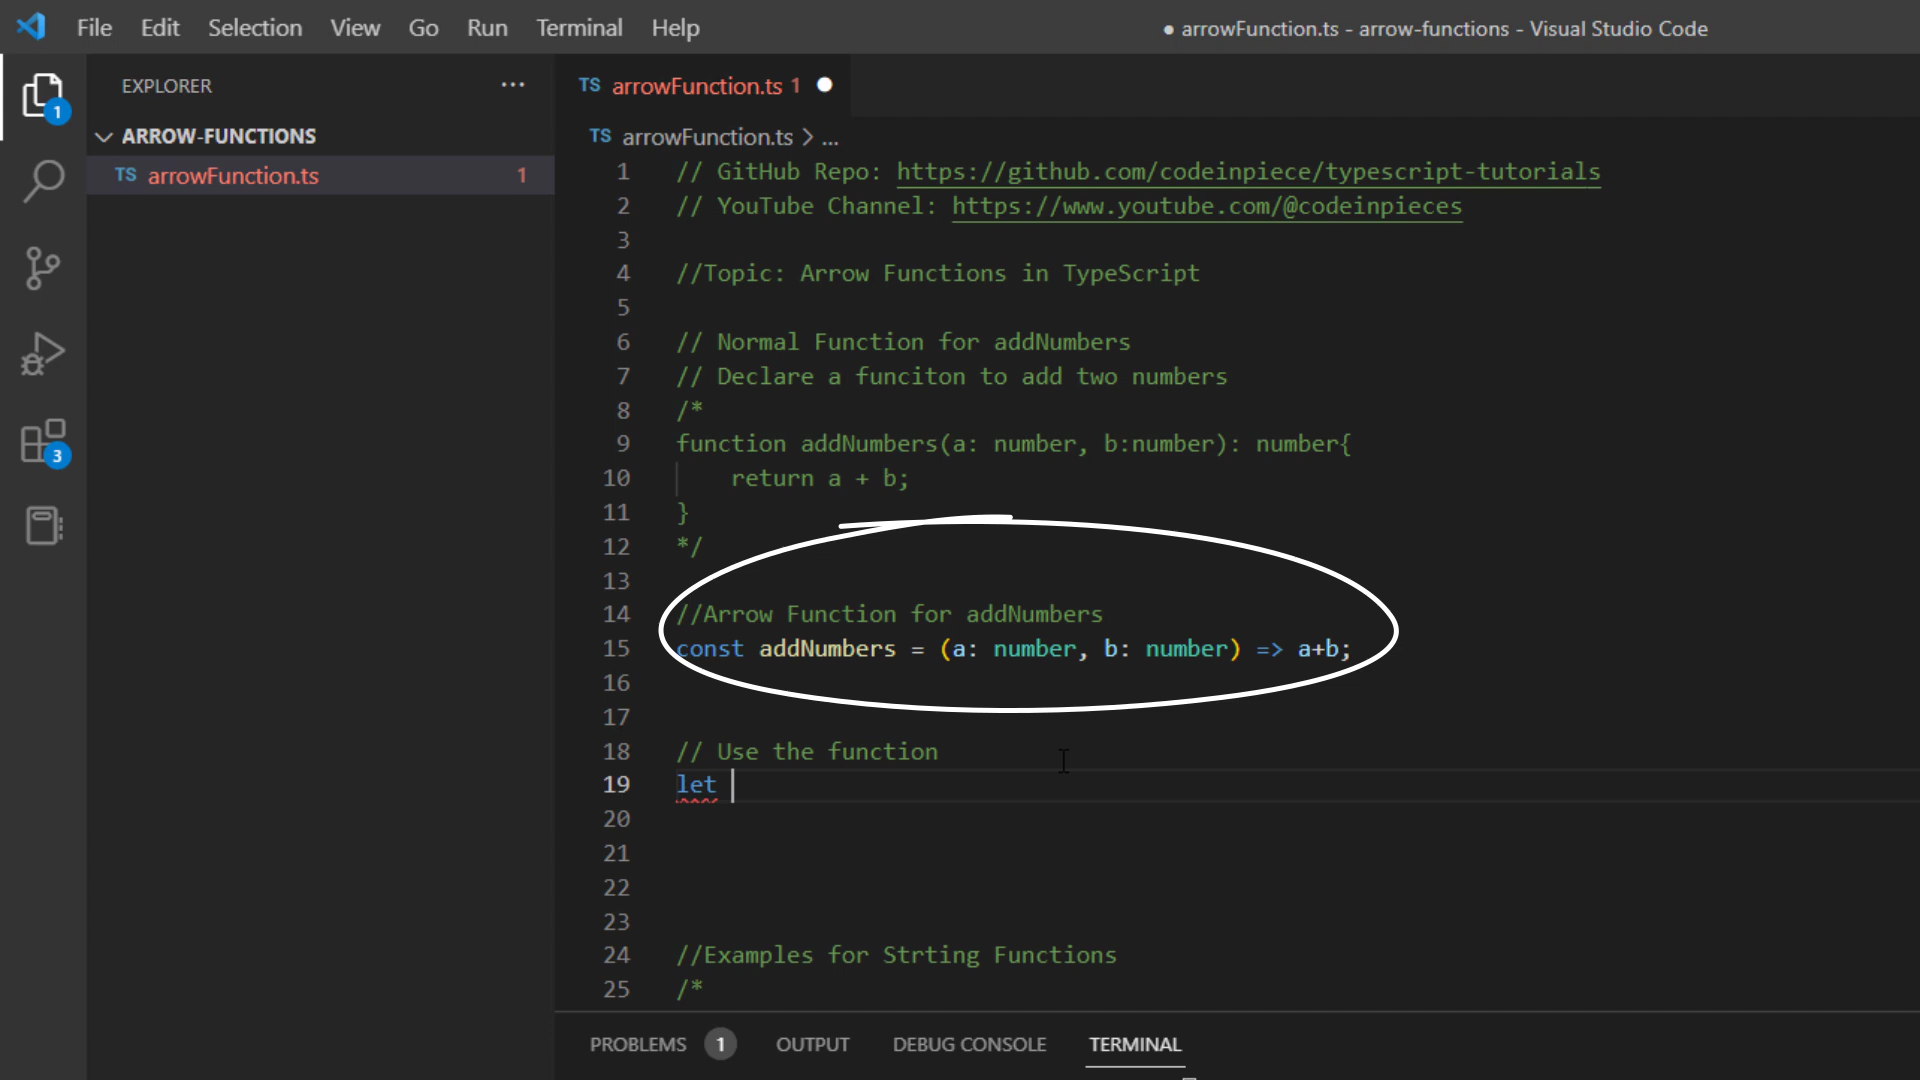 File Edit Selection View Go Run Terminal Help
● arrowFunction.ts - arrow-functions - Visual Studio Code
EXPLORER ...
ARROW-FUNCTIONS
TS arrowFunction.ts 1
1
3
TS arrowFunction.ts 1 ●
TS arrowFunction.ts > ...
1 // GitHub Repo: https://github.com/codeinpiece/typescript-tutorials
2 // YouTube Channel: https://www.youtube.com/@codeinpieces
3
4 //Topic: Arrow Functions in TypeScript
5
6 // Normal Function for addNumbers
7 // Declare a funciton to add two numbers
8 /*
9 function addNumbers(a: number, b:number): number{
10     return a + b;
11 }
12 */
13
14 //Arrow Function for addNumbers
15 const addNumbers = (a: number, b: number) => a+b;
16
17
18 // Use the function
19 let
20
21
22
23
24 //Examples for Strting Functions
25 /*
PROBLEMS 1 OUTPUT DEBUG CONSOLE TERMINAL